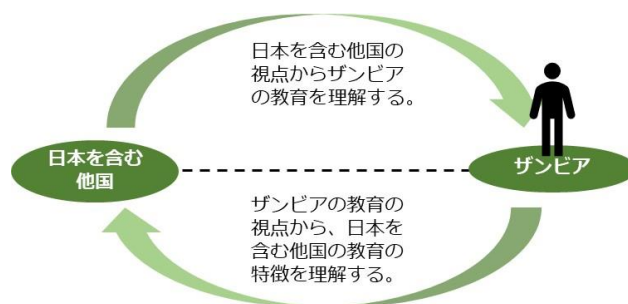 日本を含む他国の
視点からザンビア
の教育を理解する。
日本を含む
他国
ザンビア
ザンビアの教育の
視点から、日本を
含む他国の教育の
特徴を理解する。